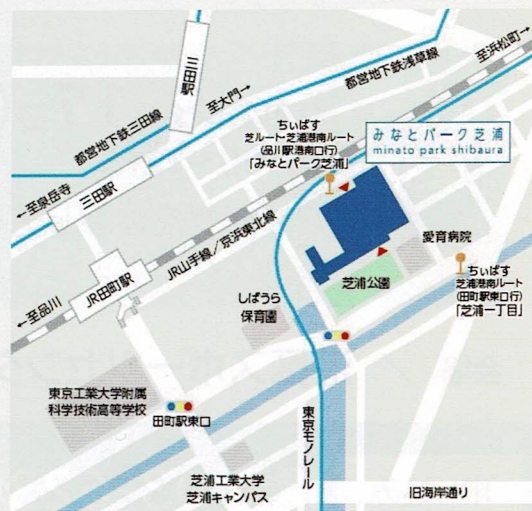 三田駅
至浜松町→
都営地下鉄浅草線
至大門→
都営地下鉄三田線
ちぃばす
芝ルート・芝浦港南ルート
(品川駅港南口行)
「みなとパーク芝浦」
みなとパーク芝浦
minato park shibaura
←至泉岳寺
三田駅
JR山手線/京浜東北線
愛育病院
JR田町駅
ちぃばす
芝浦港南ルート
(田町駅東口行)
「芝浦一丁目」
芝浦公園
←至品川
しばうら
保育園
東京工業大学附属
科学技術高等学校
田町駅東口
東京モノレール
芝浦工業大学
芝浦キャンパス
旧海岸通り